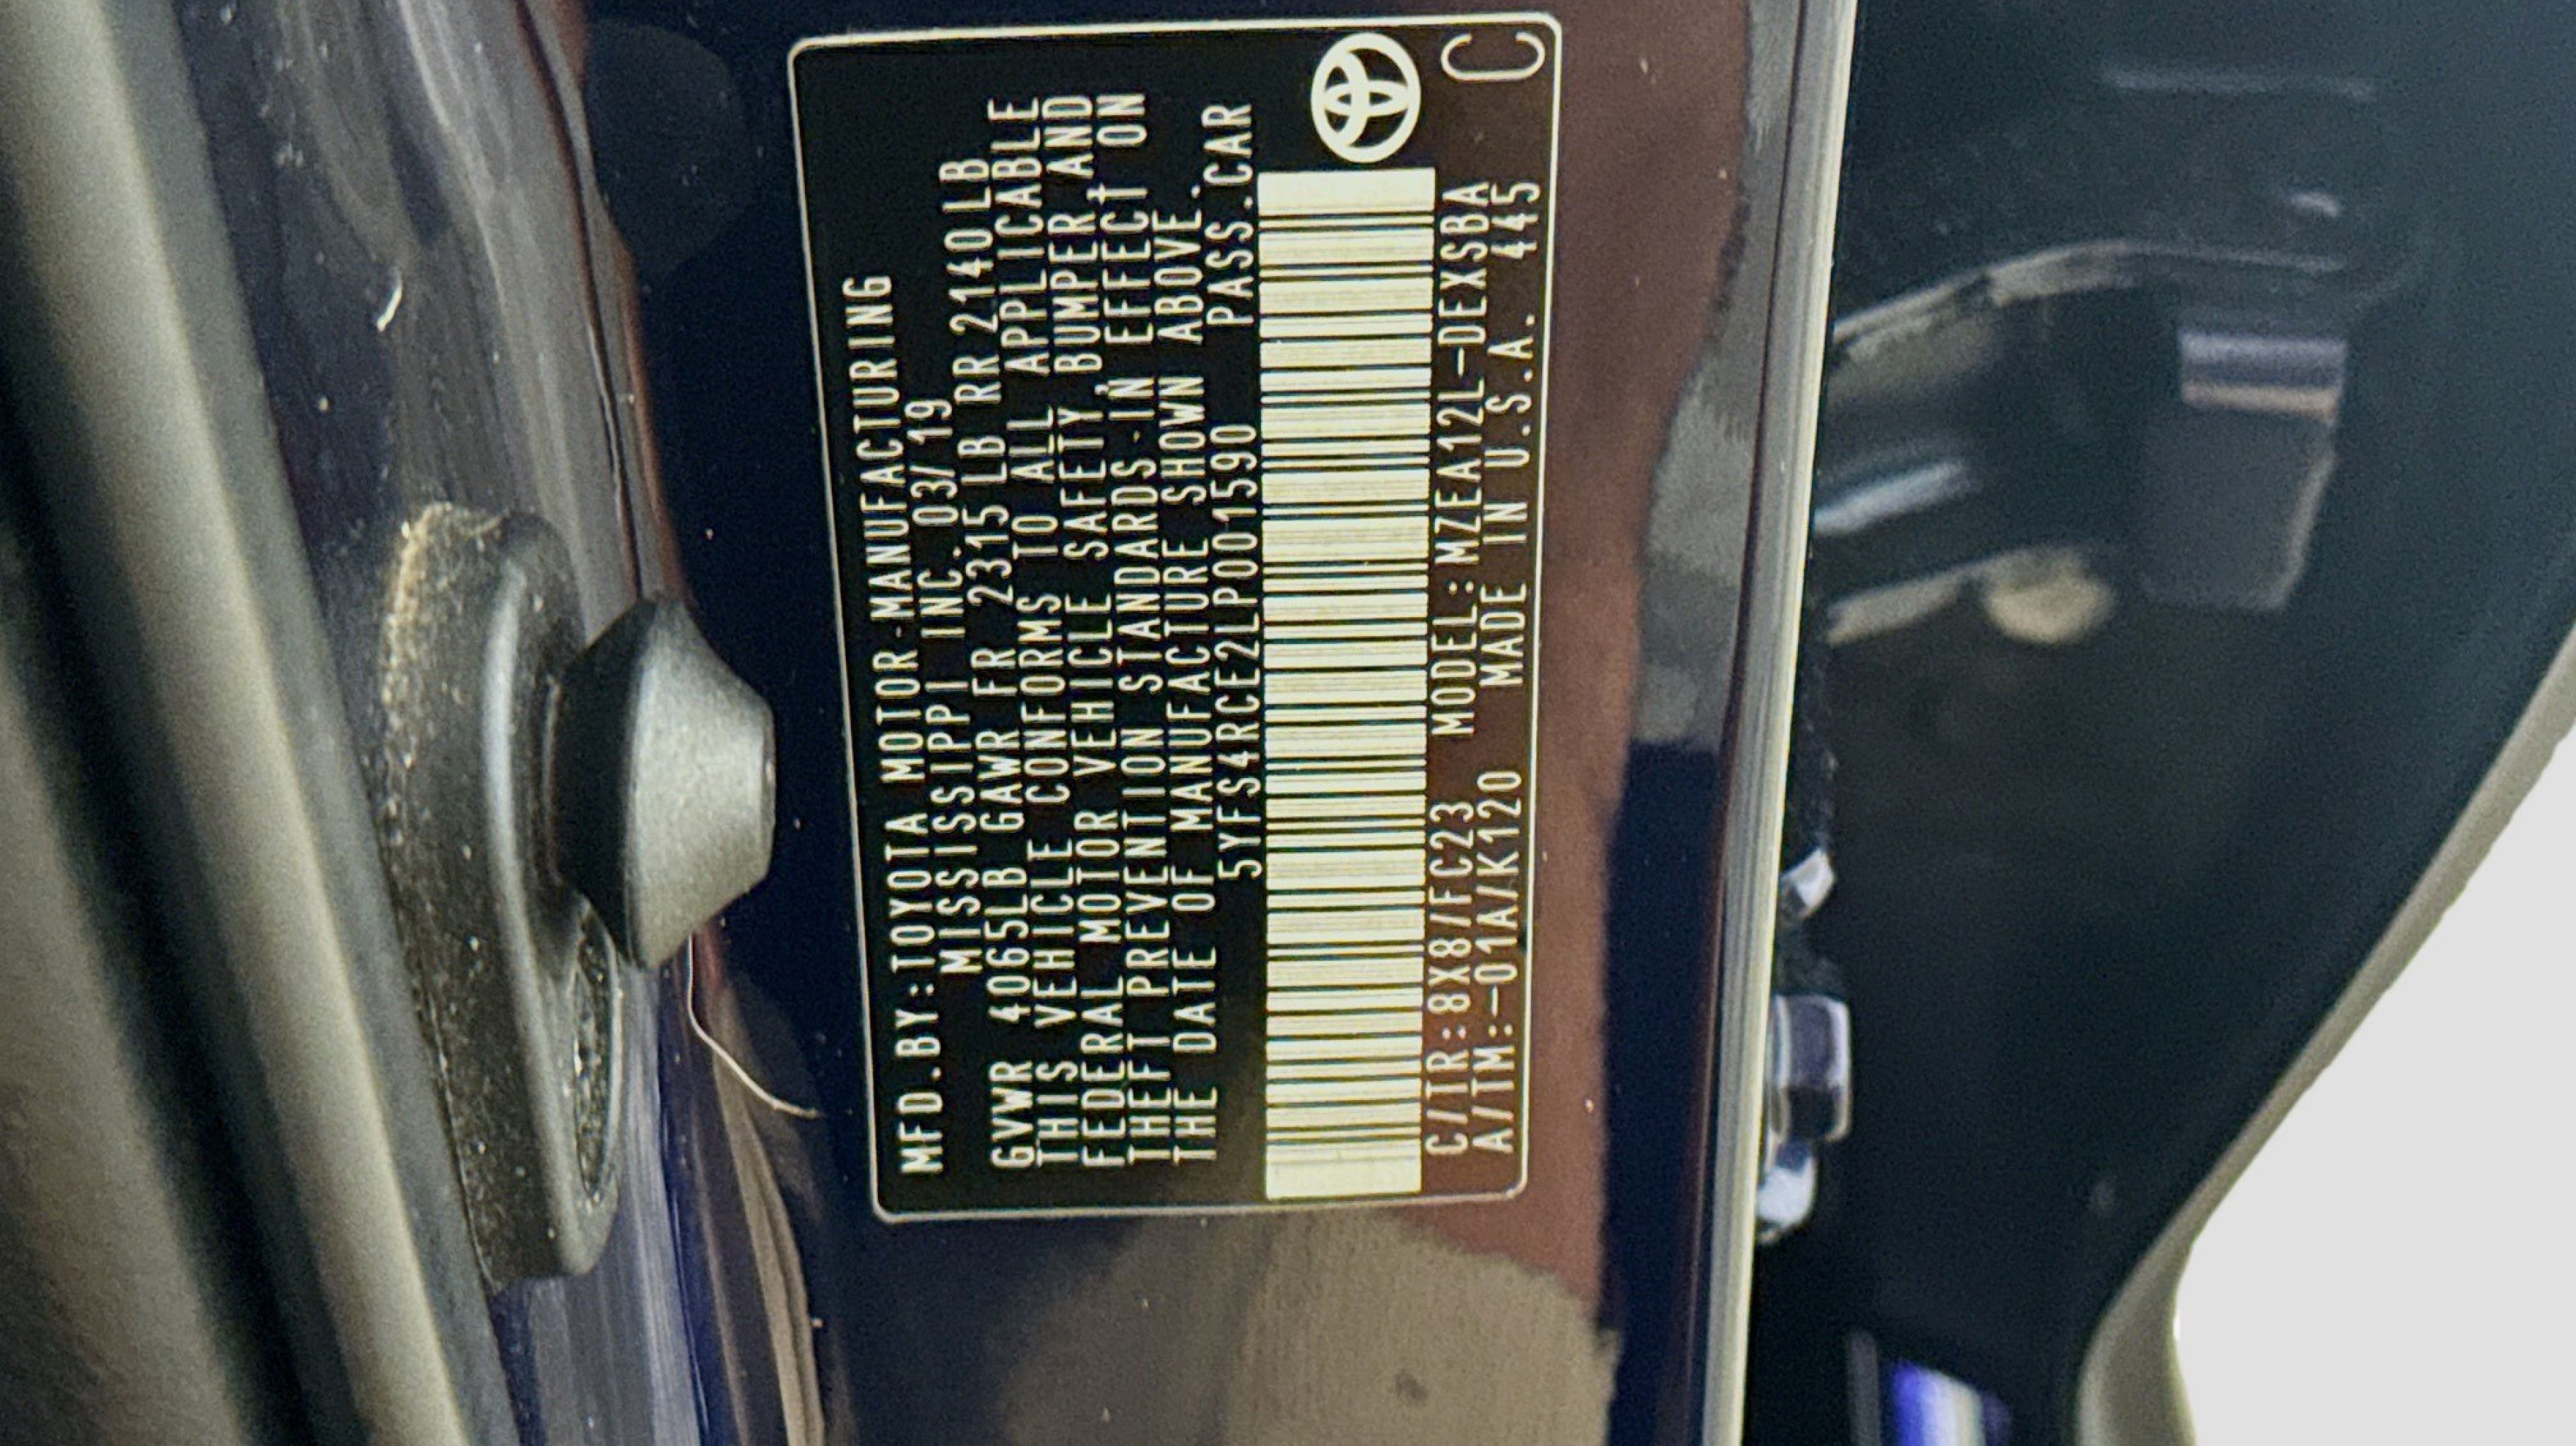 MFD.BY:TOYOTA MOTOR MANUFACTURING
MISSISSIPPI INC. 03/19
GVWR 4065LB GAWR FR 2315 LB RR 2140LB
THIS VEHICLE CONFORMS TO ALL APPLICABLE
FEDERAL MOTOR VEHICLE SAFETY, BUMPER AND
THEFT PREVENTION STANDARDS IN EFFECT ON
THE DATE OF MANUFACTURE SHOWN ABOVE.
5YFS4RCE2LP001590 PASS.CAR
C/TR:8X8/FC23 MODEL:MZEA12L-DEXSBA
A/TM:-01A/K120 MADE IN U.S.A. 445
C